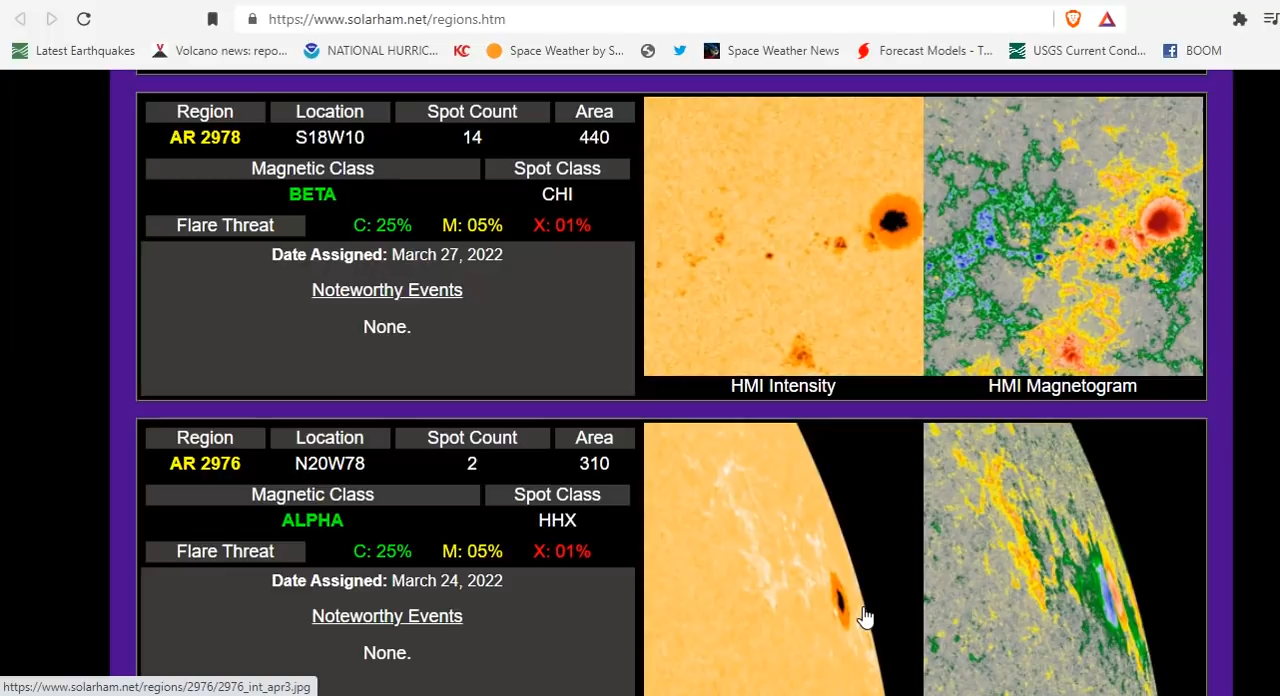 https://www.solarham.net/regions.htm
Latest Earthquakes Volcano news: repo... NATIONAL HURRIC... KC Space Weather by S... Space Weather News Forecast Models - T... USGS Current Cond... BOOM
Region Location Spot Count Area
AR 2978 S18W10 14 440
Magnetic Class Spot Class
BETA CHI
Flare Threat C: 25% M: 05% X: 01%
Date Assigned: March 27, 2022
Noteworthy Events
None.
HMI Intensity HMI Magnetogram
Region Location Spot Count Area
AR 2976 N20W78 2 310
Magnetic Class Spot Class
ALPHA HHX
Flare Threat C: 25% M: 05% X: 01%
Date Assigned: March 24, 2022
Noteworthy Events
None.
https://www.solarham.net/regions/2976/2976_int_apr3.jpg